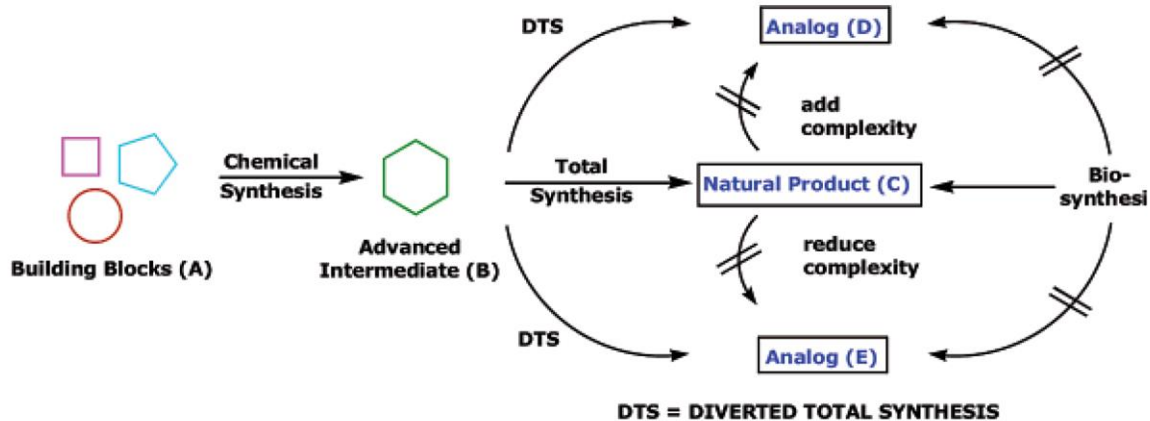 DTS
Analog (D)
add
complexity
Chemical
Synthesis
Total
Synthesis
Natural Product (C)
Bio-
synthesi
Building Blocks (A)
Advanced
Intermediate (B)
reduce
complexity
DTS
Analog (E)
DTS = DIVERTED TOTAL SYNTHESIS